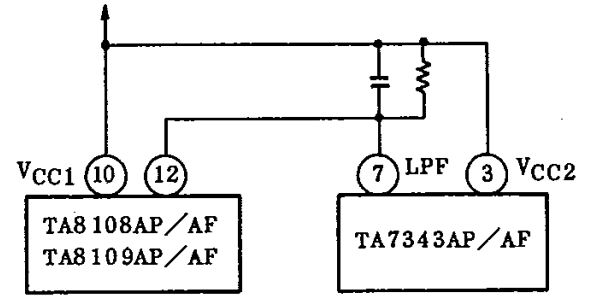 VCC1 10 12 7 LPF 3 VCC2
TA8108AP/AF
TA8109AP/AF
TA7343AP/AF